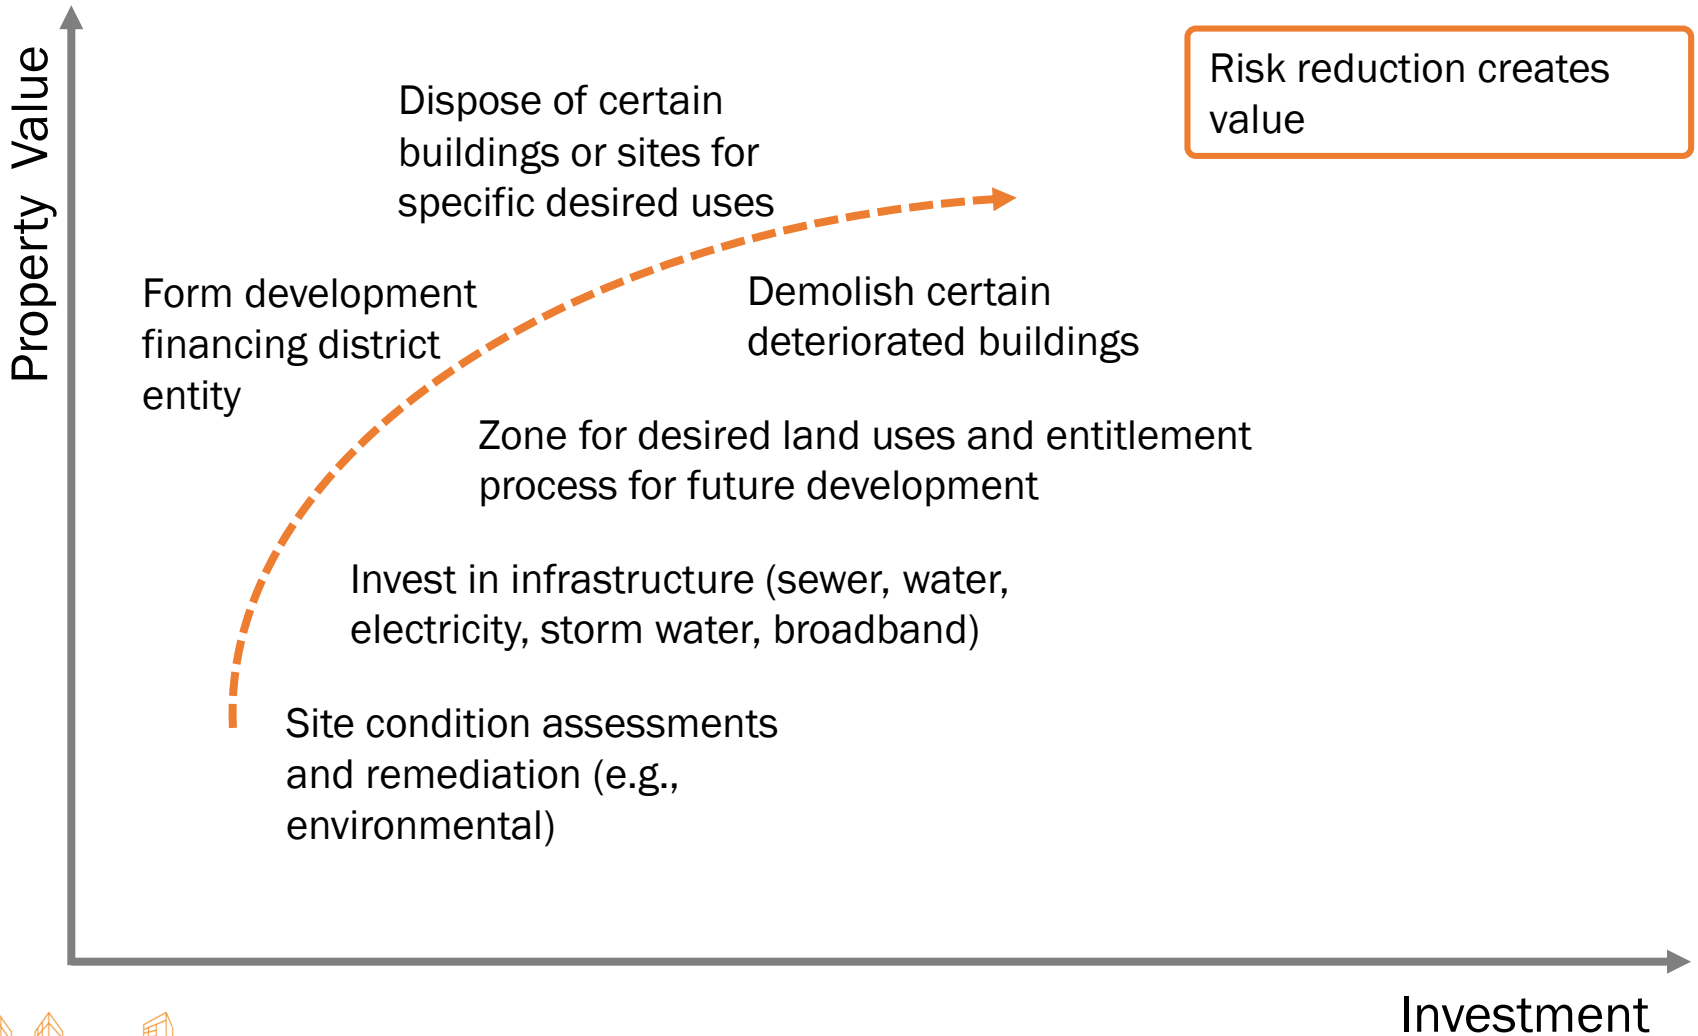 Property Value
Risk reduction creates
value
Dispose of certain
buildings or sites for
specific desired uses
Form development
financing district
entity
Demolish certain
deteriorated buildings
Zone for desired land uses and entitlement
process for future development
Invest in infrastructure (sewer, water,
electricity, storm water, broadband)
Site condition assessments
and remediation (e.g.,
environmental)
Investment